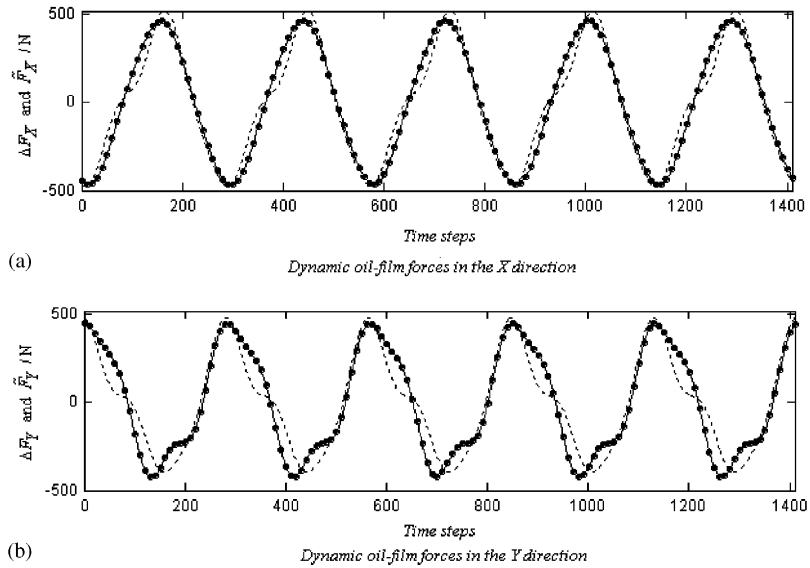 500
0
-500
ΔF_X and F̃_X / N
0 200 400 600 800 1000 1200 1400
Time steps
(a)
Dynamic oil-film forces in the X direction
500
0
-500
ΔF_Y and F̃_Y / N
0 200 400 600 800 1000 1200 1400
Time steps
(b)
Dynamic oil-film forces in the Y direction